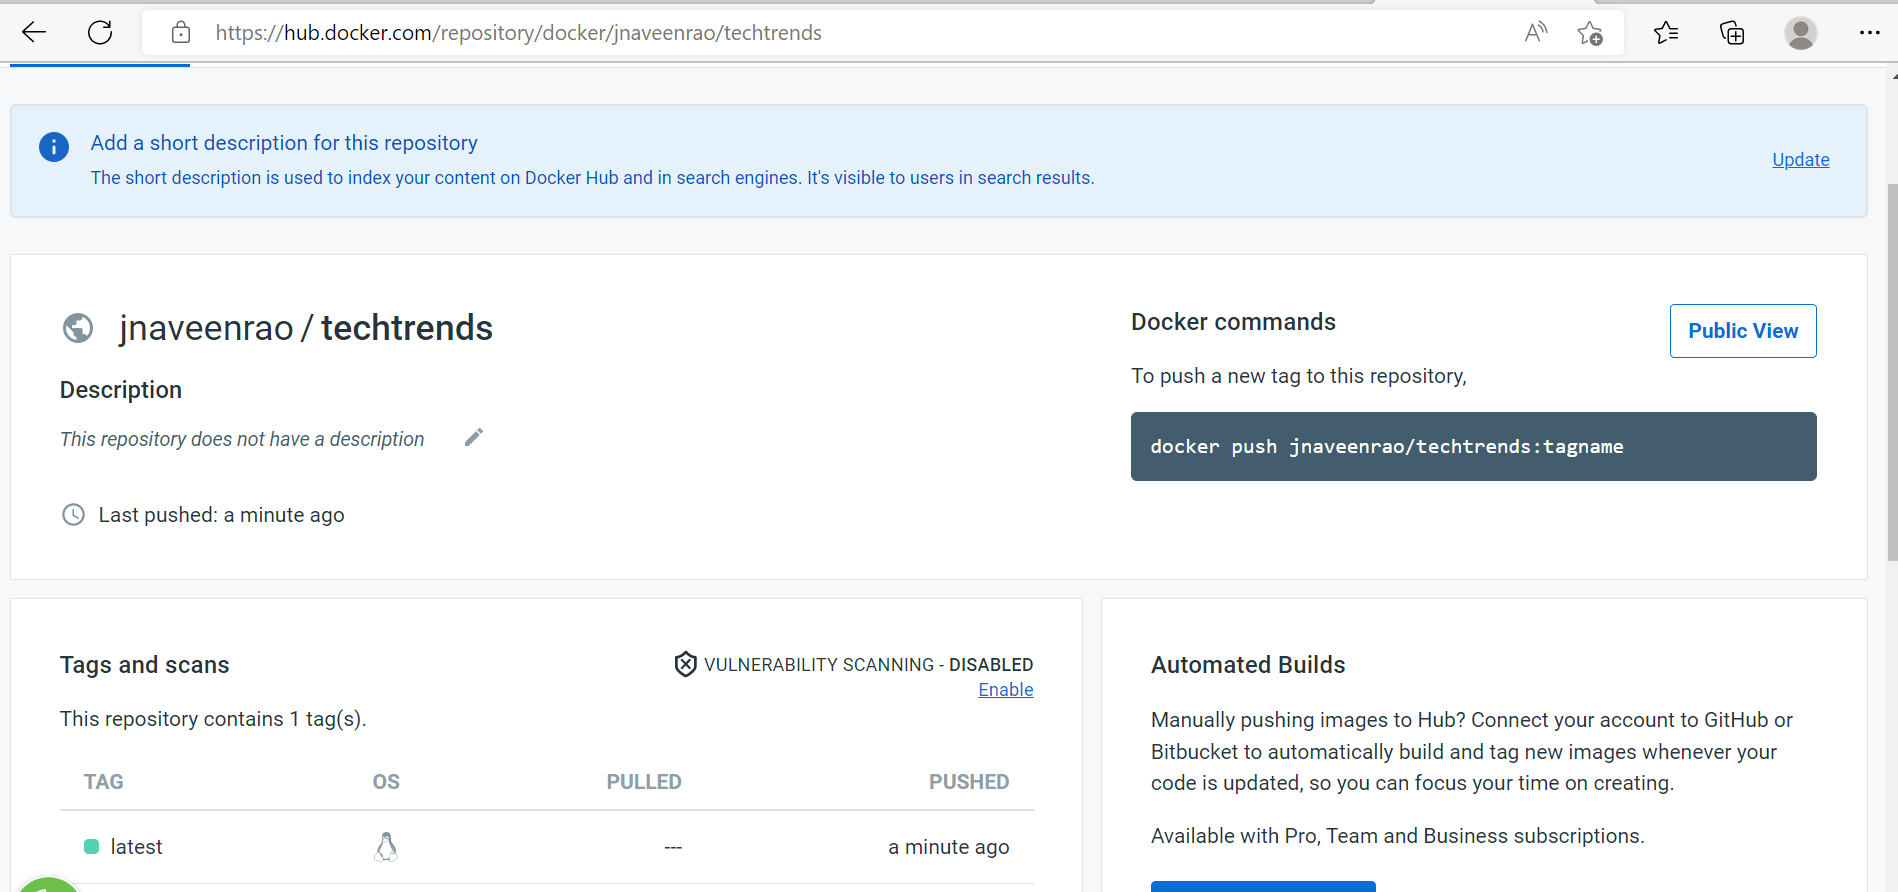 https://hub.docker.com/repository/docker/jnaveenrao/techtrends
Add a short description for this repository
The short description is used to index your content on Docker Hub and in search engines. It's visible to users in search results.
Update
jnaveenrao / techtrends
Description
This repository does not have a description
Last pushed: a minute ago
Docker commands
Public View
To push a new tag to this repository,
docker push jnaveenrao/techtrends:tagname
Tags and scans
VULNERABILITY SCANNING - DISABLED
Enable
This repository contains 1 tag(s).
TAG OS PULLED PUSHED
latest --- a minute ago
Automated Builds
Manually pushing images to Hub? Connect your account to GitHub or
Bitbucket to automatically build and tag new images whenever your
code is updated, so you can focus your time on creating.
Available with Pro, Team and Business subscriptions.